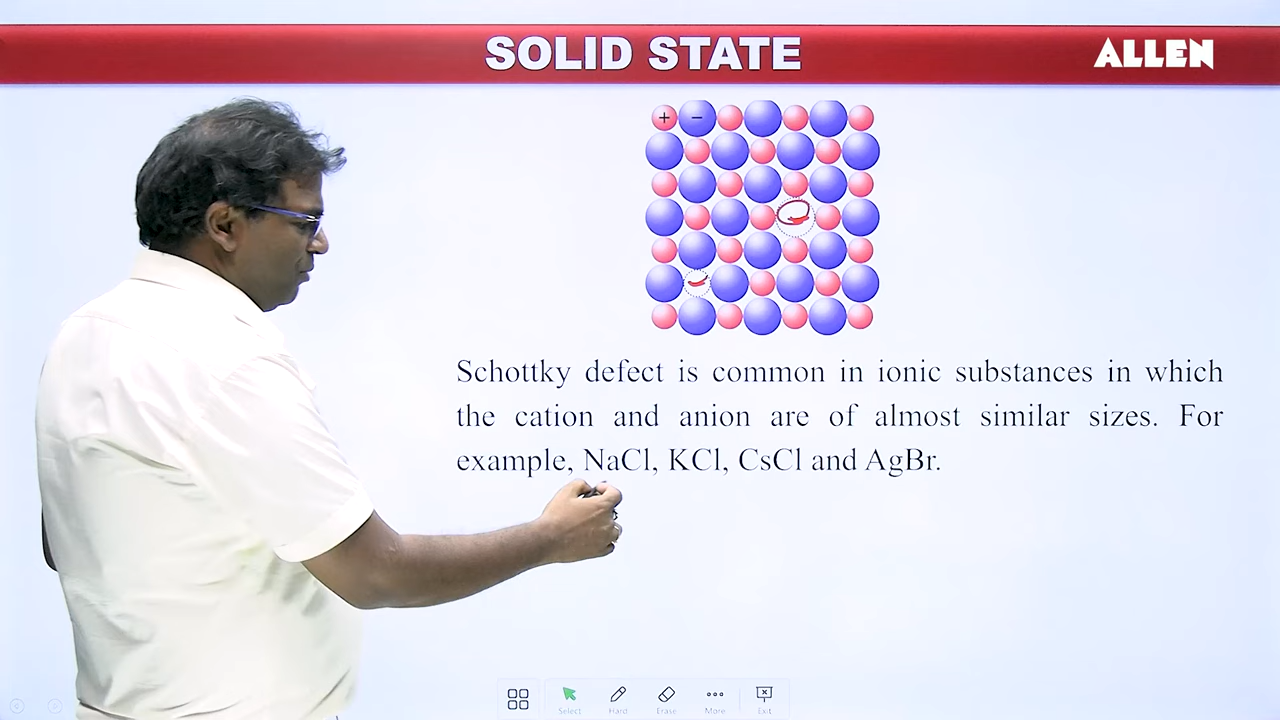 SOLID STATE
ALLEN
+ −
Schottky defect is common in ionic substances in which
the cation and anion are of almost similar sizes. For
example, NaCl, KCl, CsCl and AgBr.
Select Hard Erase More Exit